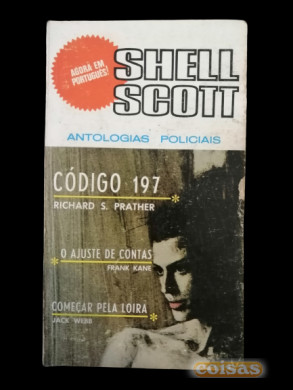 AGORA EM
PORTUGUÊS!
SHELL
SCOTT
ANTOLOGIAS POLICIAIS
CÓDIGO 197
RICHARD S. PRATHER
O AJUSTE DE CONTAS
FRANK KANE
COMEÇAR PELA LOIRA
JACK WEBB
coisas